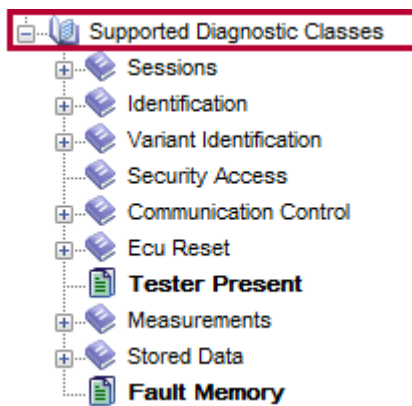 Supported Diagnostic Classes
Sessions
Identification
Variant Identification
Security Access
Communication Control
Ecu Reset
Tester Present
Measurements
Stored Data
Fault Memory